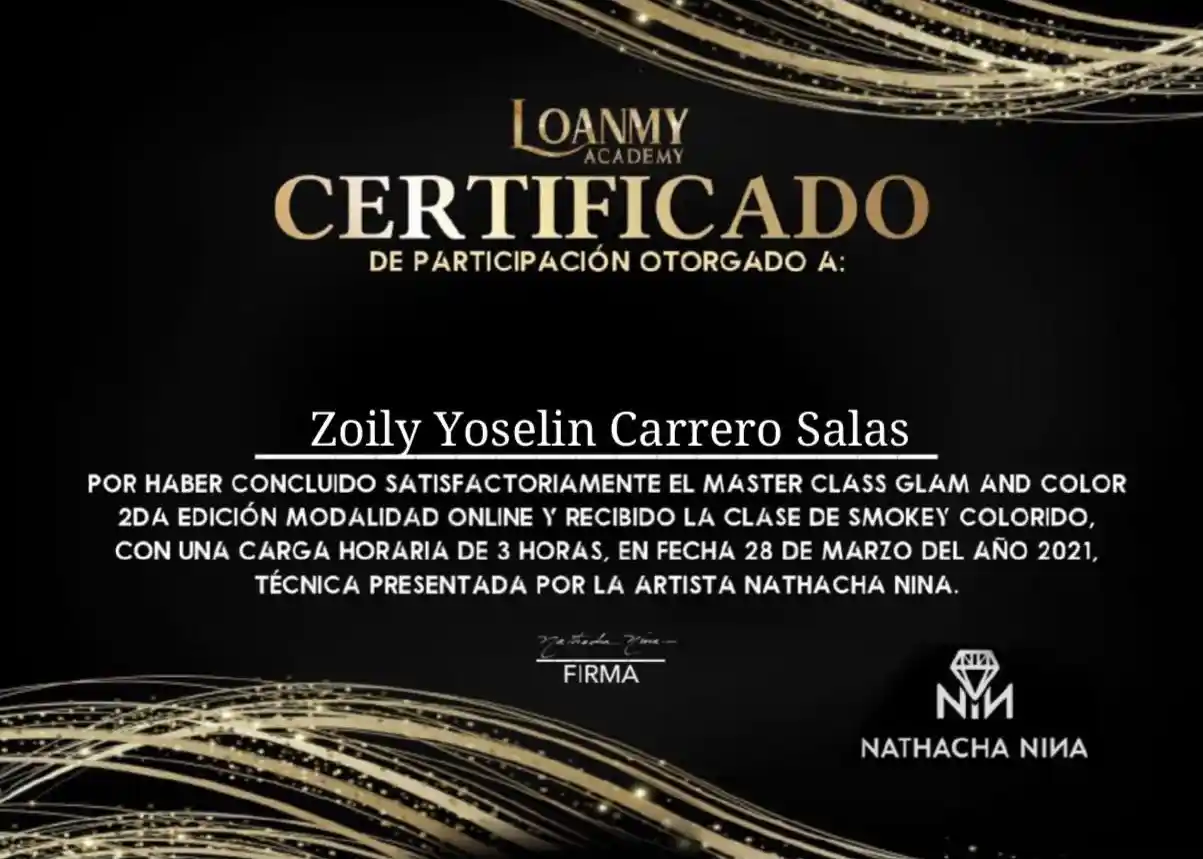 LOANMY
ACADEMY
CERTIFICADO
DE PARTICIPACIÓN OTORGADO A:
Zoily Yoselin Carrero Salas
POR HABER CONCLUIDO SATISFACTORIAMENTE EL MASTER CLASS GLAM AND COLOR
2DA EDICIÓN MODALIDAD ONLINE Y RECIBIDO LA CLASE DE SMOKEY COLORIDO,
CON UNA CARGA HORARIA DE 3 HORAS, EN FECHA 28 DE MARZO DEL AÑO 2021,
TÉCNICA PRESENTADA POR LA ARTISTA NATHACHA NINA.
Nathacha Nina
FIRMA
NIN
NIN
NATHACHA NINA